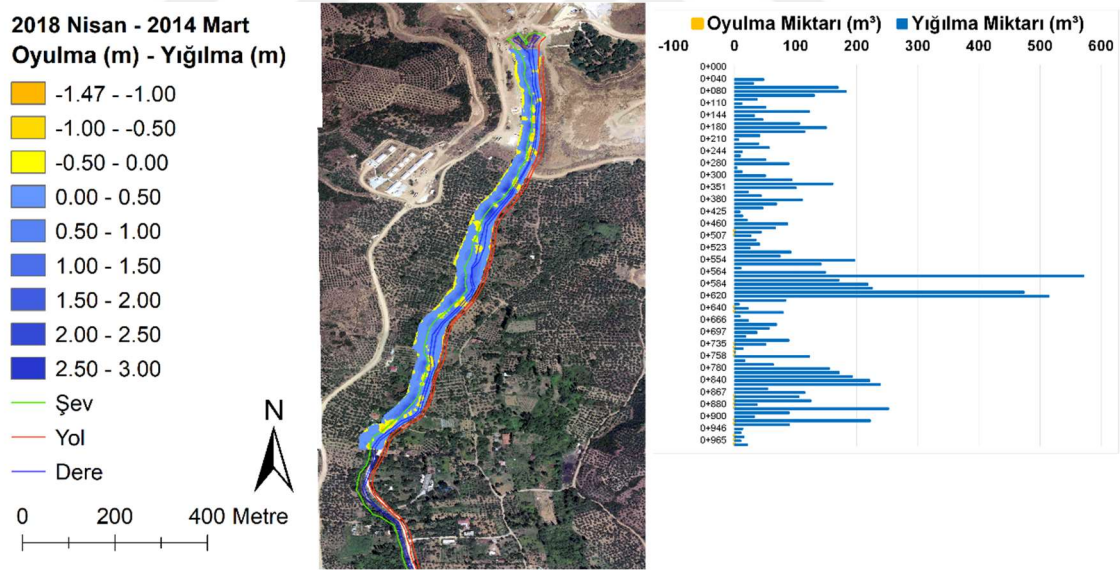 2018 Nisan - 2014 Mart
Oyulma (m) - Yığılma (m)
-1.47 - -1.00
-1.00 - -0.50
-0.50 - 0.00
0.00 - 0.50
0.50 - 1.00
1.00 - 1.50
1.50 - 2.00
2.00 - 2.50
2.50 - 3.00
Şev
Yol
Dere
N
0 200 400 Metre
Oyulma Miktarı (m³) Yığılma Miktarı (m³)
-100 0 100 200 300 400 500 600
0+000
0+040
0+080
0+110
0+144
0+180
0+210
0+244
0+280
0+300
0+351
0+380
0+425
0+460
0+507
0+523
0+554
0+564
0+584
0+620
0+640
0+666
0+697
0+735
0+758
0+780
0+840
0+867
0+880
0+900
0+946
0+965